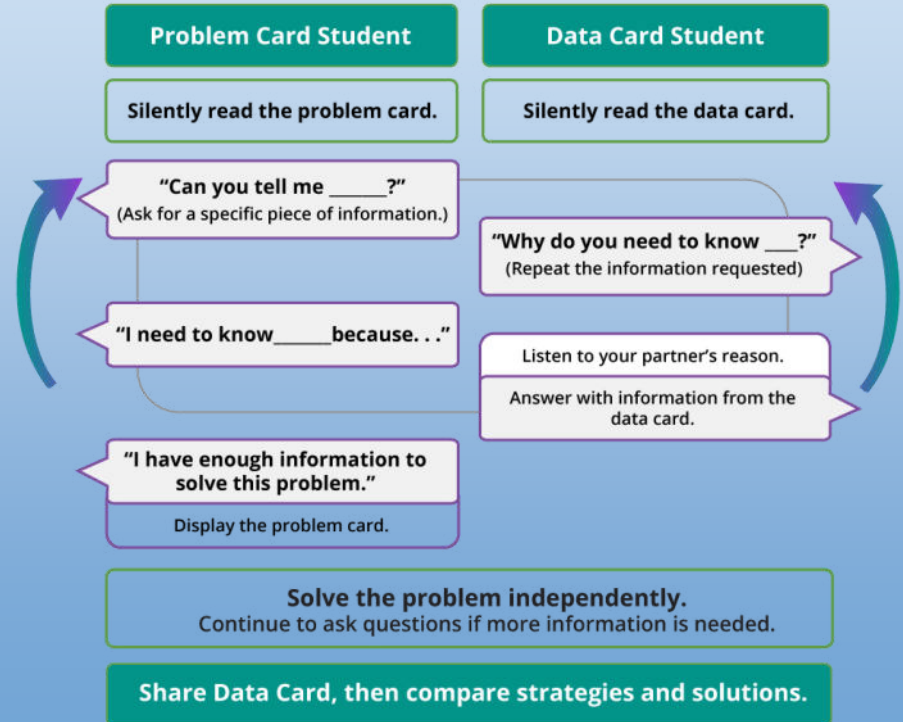 Problem Card Student
Data Card Student
Silently read the problem card.
Silently read the data card.
“Can you tell me ______?”
(Ask for a specific piece of information.)
“Why do you need to know ____?”
(Repeat the information requested)
“I need to know______because. . .”
Listen to your partner’s reason.
Answer with information from the
data card.
“I have enough information to
solve this problem.”
Display the problem card.
Solve the problem independently.
Continue to ask questions if more information is needed.
Share Data Card, then compare strategies and solutions.